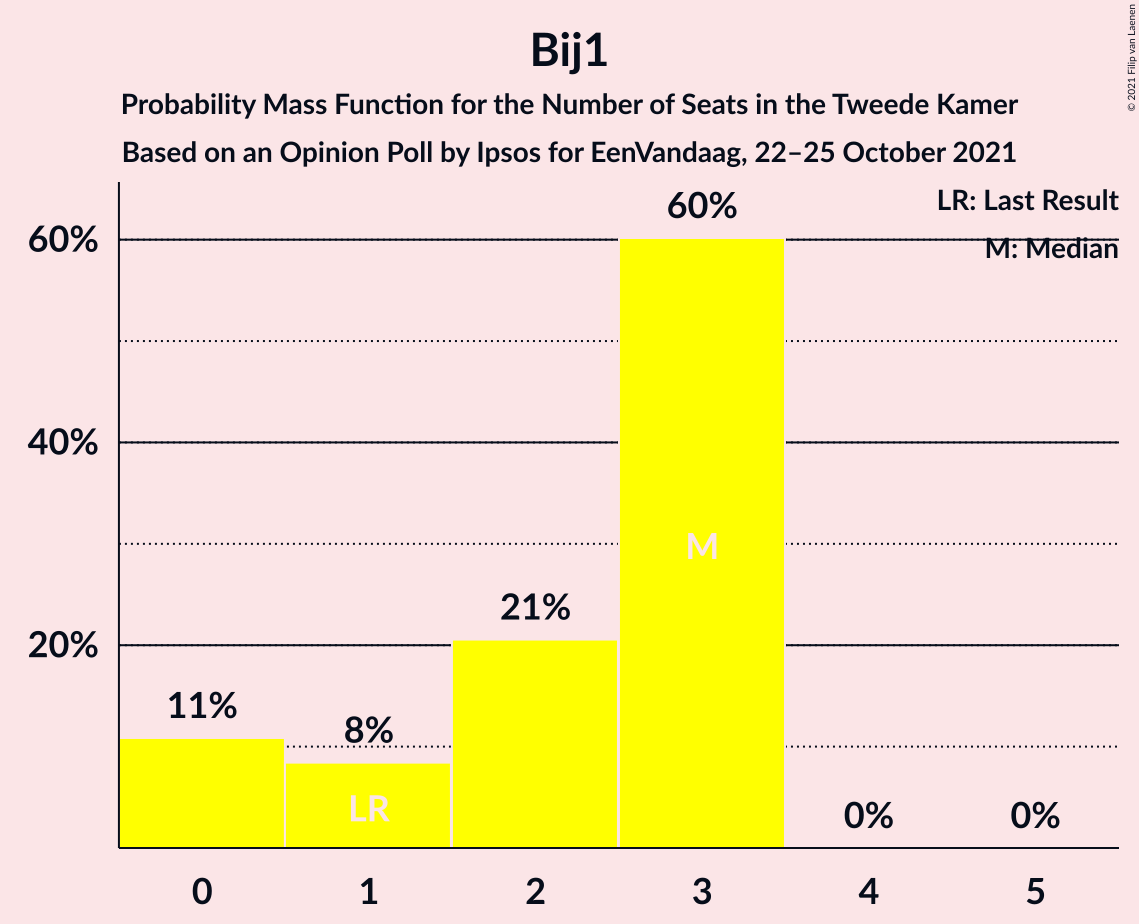 Bij1
Probability Mass Function for the Number of Seats in the Tweede Kamer
Based on an Opinion Poll by Ipsos for EenVandaag, 22–25 October 2021
© 2021 Filip van Laenen
LR: Last Result
M: Median
60%
40%
20%
11%
8%
21%
60%
0%
0%
LR
M
0
1
2
3
4
5